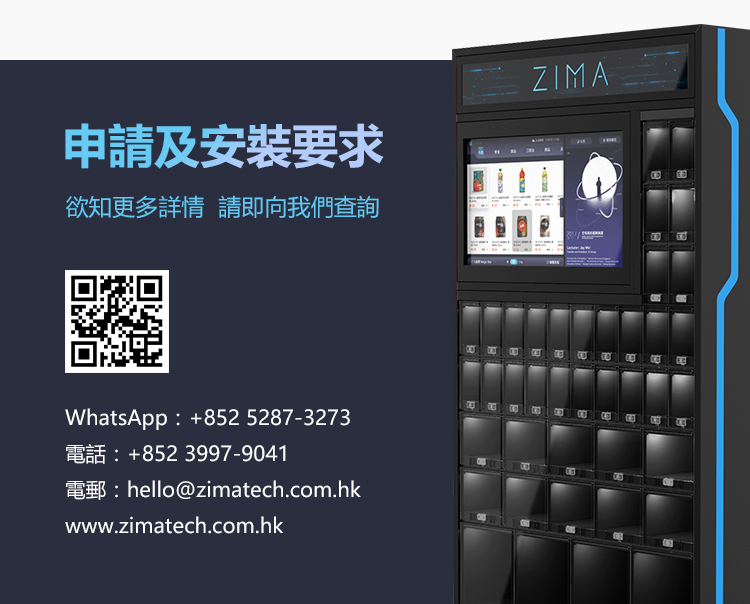 申請及安裝要求
欲知更多詳情 請即向我們查詢
WhatsApp：+852 5287-3273
電話：+852 3997-9041
電郵：hello@zimatech.com.hk
www.zimatech.com.hk
ZIMA